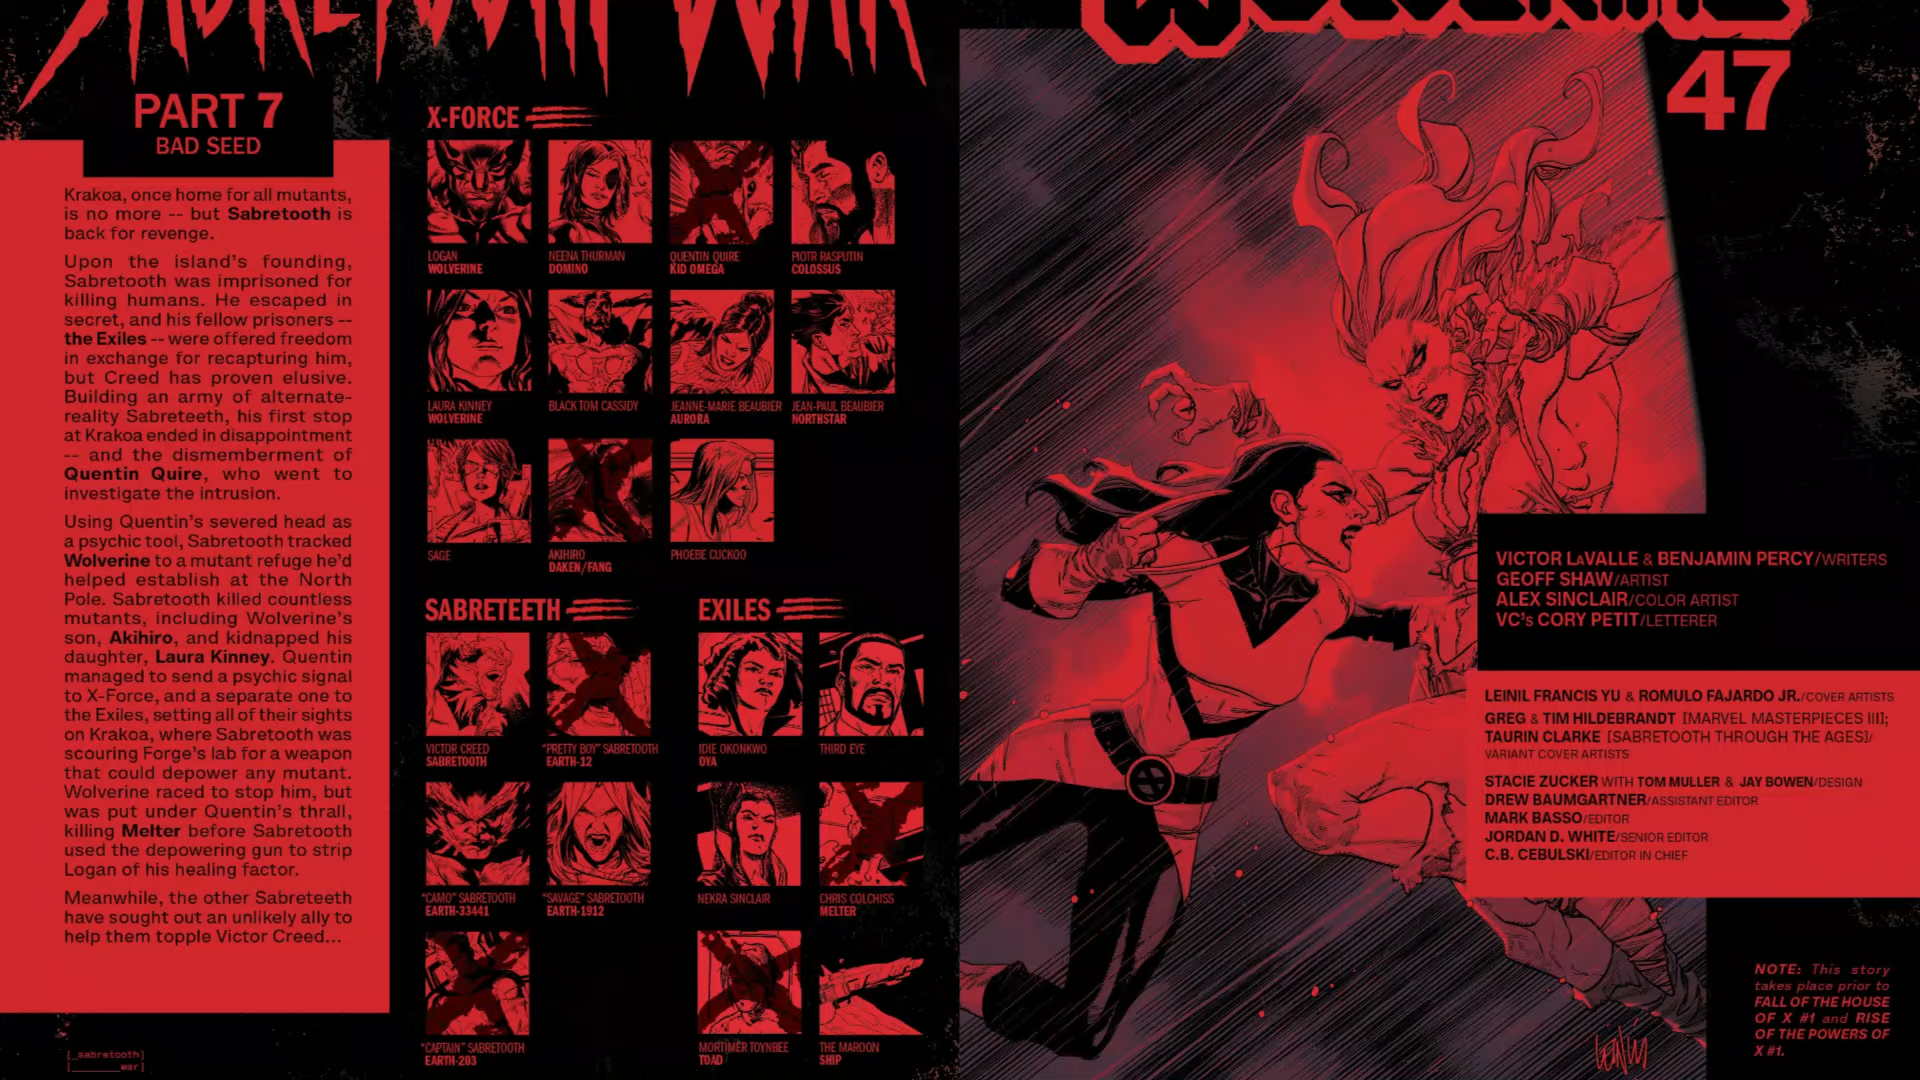 SABRETOOTH WAR
PART 7
BAD SEED
Krakoa, once home for all mutants,
is no more -- but Sabretooth is
back for revenge.
Upon the island's founding,
Sabretooth was imprisoned for
killing humans. He escaped in
secret, and his fellow prisoners --
the Exiles -- were offered freedom
in exchange for recapturing him,
but Creed has proven elusive.
Building an army of alternate-
reality Sabreteeth, his first stop
at Krakoa ended in disappointment
-- and the dismemberment of
Quentin Quire, who went to
investigate the intrusion.
Using Quentin's severed head as
a psychic tool, Sabretooth tracked
Wolverine to a mutant refuge he'd
helped establish at the North
Pole. Sabretooth killed countless
mutants, including Wolverine's
son, Akihiro, and kidnapped his
daughter, Laura Kinney. Quentin
managed to send a psychic signal
to X-Force, and a separate one to
the Exiles, setting all of their sights
on Krakoa, where Sabretooth was
scouring Forge's lab for a weapon
that could depower any mutant.
Wolverine raced to stop him, but
was put under Quentin's thrall,
killing Melter before Sabretooth
used the depowering gun to strip
Logan of his healing factor.
Meanwhile, the other Sabreteeth
have sought out an unlikely ally to
help them topple Victor Creed...
[_sabretooth]
[_______war]
X-FORCE
LOGAN
WOLVERINE
NEENA THURMAN
DOMINO
QUENTIN QUIRE
KID OMEGA
PIOTR RASPUTIN
COLOSSUS
LAURA KINNEY
WOLVERINE
BLACK TOM CASSIDY
JEANNE-MARIE BEAUBIER
AURORA
JEAN-PAUL BEAUBIER
NORTHSTAR
SAGE
AKIHIRO
DAKEN/FANG
PHOEBE CUCKOO
SABRETEETH
VICTOR CREED
SABRETOOTH
"PRETTY BOY" SABRETOOTH
EARTH-12
"CAMO" SABRETOOTH
EARTH-33441
"SAVAGE" SABRETOOTH
EARTH-1912
"CAPTAIN" SABRETOOTH
EARTH-203
EXILES
IDIE OKONKWO
OYA
THIRD EYE
NEKRA SINCLAIR
CHRIS COLCHISS
MELTER
MORTIMER TOYNBEE
TOAD
THE MAROON
SHIP
WOLVERINE
47
VICTOR LAVALLE & BENJAMIN PERCY/WRITERS
GEOFF SHAW/ARTIST
ALEX SINCLAIR/COLOR ARTIST
VC's CORY PETIT/LETTERER
LEINIL FRANCIS YU & ROMULO FAJARDO JR./COVER ARTISTS
GREG & TIM HILDEBRANDT [MARVEL MASTERPIECES III];
TAURIN CLARKE [SABRETOOTH THROUGH THE AGES]/
VARIANT COVER ARTISTS
STACIE ZUCKER WITH TOM MULLER & JAY BOWEN/DESIGN
DREW BAUMGARTNER/ASSISTANT EDITOR
MARK BASSO/EDITOR
JORDAN D. WHITE/SENIOR EDITOR
C.B. CEBULSKI/EDITOR IN CHIEF
NOTE: This story
takes place prior to
FALL OF THE HOUSE
OF X #1 and RISE
OF THE POWERS OF
X #1.